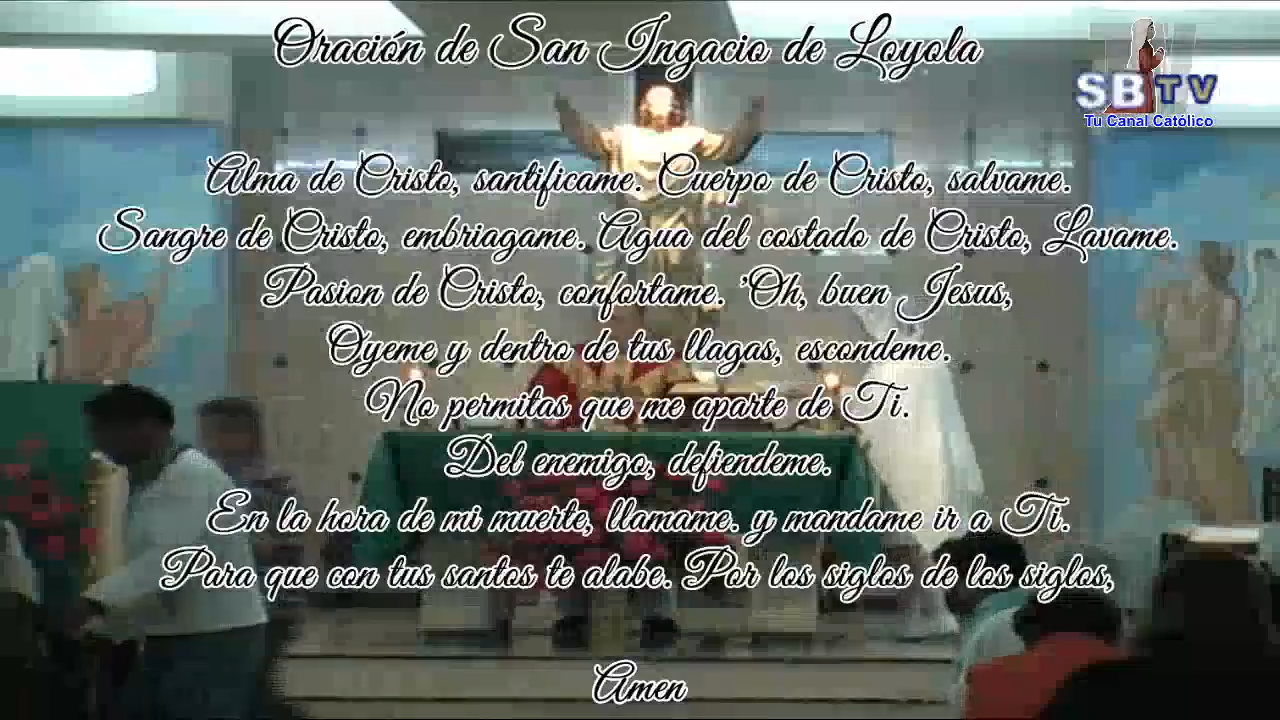 Oración de San Ingacio de Loyola
SBTV
Tu Canal Católico
Alma de Cristo, santificame. Cuerpo de Cristo, salvame.
Sangre de Cristo, embriagame. Agua del costado de Cristo, Lavame.
Pasion de Cristo, confortame. 'Oh, buen Jesus,
Oyeme y dentro de tus llagas, escondeme.
No permitas que me aparte de Ti.
Del enemigo, defiendeme.
En la hora de mi muerte, llamame. y mandame ir a Ti.
Para que con tus santos te alabe. Por los siglos de los siglos,
Amen